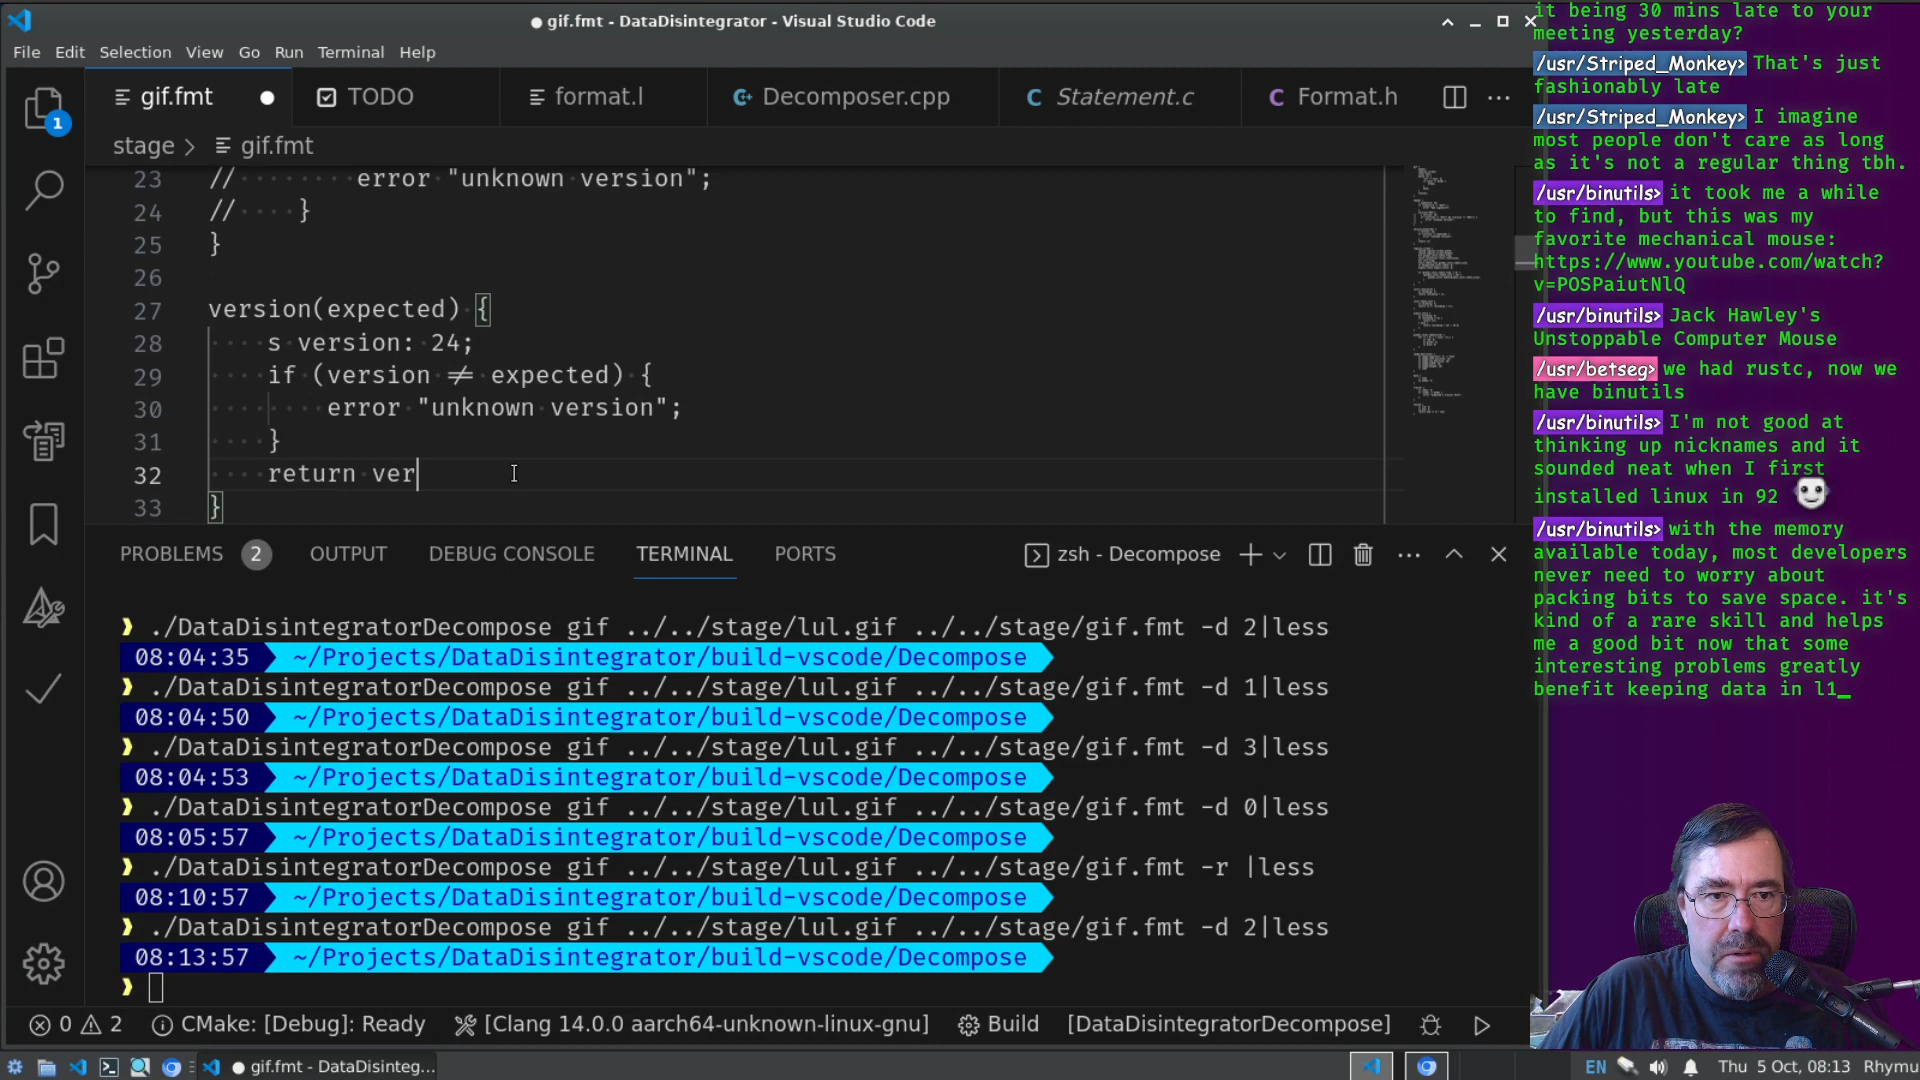 ● gif.fmt - DataDisintegrator - Visual Studio Code
File Edit Selection View Go Run Terminal Help
gif.fmt
TODO
format.l
Decomposer.cpp
Statement.c
Format.h
stage > gif.fmt
1
23 //········error "unknown version";
24 //····}
25 }
26
27 version(expected) {
28 s version: 24;
29 if (version ≠ expected) {
30 error "unknown version";
31 }
32 return ver
33 }
PROBLEMS 2 OUTPUT DEBUG CONSOLE TERMINAL PORTS
zsh - Decompose
❱ ./DataDisintegratorDecompose gif ../../stage/lul.gif ../../stage/gif.fmt -d 2|less
08:04:35 ~/Projects/DataDisintegrator/build-vscode/Decompose
❱ ./DataDisintegratorDecompose gif ../../stage/lul.gif ../../stage/gif.fmt -d 1|less
08:04:50 ~/Projects/DataDisintegrator/build-vscode/Decompose
❱ ./DataDisintegratorDecompose gif ../../stage/lul.gif ../../stage/gif.fmt -d 3|less
08:04:53 ~/Projects/DataDisintegrator/build-vscode/Decompose
❱ ./DataDisintegratorDecompose gif ../../stage/lul.gif ../../stage/gif.fmt -d 0|less
08:05:57 ~/Projects/DataDisintegrator/build-vscode/Decompose
❱ ./DataDisintegratorDecompose gif ../../stage/lul.gif ../../stage/gif.fmt -r |less
08:10:57 ~/Projects/DataDisintegrator/build-vscode/Decompose
❱ ./DataDisintegratorDecompose gif ../../stage/lul.gif ../../stage/gif.fmt -d 2|less
08:13:57 ~/Projects/DataDisintegrator/build-vscode/Decompose
❱
0 2 CMake: [Debug]: Ready [Clang 14.0.0 aarch64-unknown-linux-gnu] Build [DataDisintegratorDecompose]
● gif.fmt - DataDisinteg...
EN Thu 5 Oct, 08:13 Rhymu
it being 30 mins late to your
meeting yesterday?
/usr/Striped_Monkey> That's just
fashionably late
/usr/Striped_Monkey> I imagine
most people don't care as long
as it's not a regular thing tbh.
/usr/binutils> it took me a while
to find, but this was my
favorite mechanical mouse:
https://www.youtube.com/watch?
v=POSPaiutNlQ
/usr/binutils> Jack Hawley's
Unstoppable Computer Mouse
/usr/betseg> we had rustc, now we
have binutils
/usr/binutils> I'm not good at
thinking up nicknames and it
sounded neat when I first
installed linux in 92
/usr/binutils> with the memory
available today, most developers
never need to worry about
packing bits to save space. it's
kind of a rare skill and helps
me a good bit now that some
interesting problems greatly
benefit keeping data in l1_